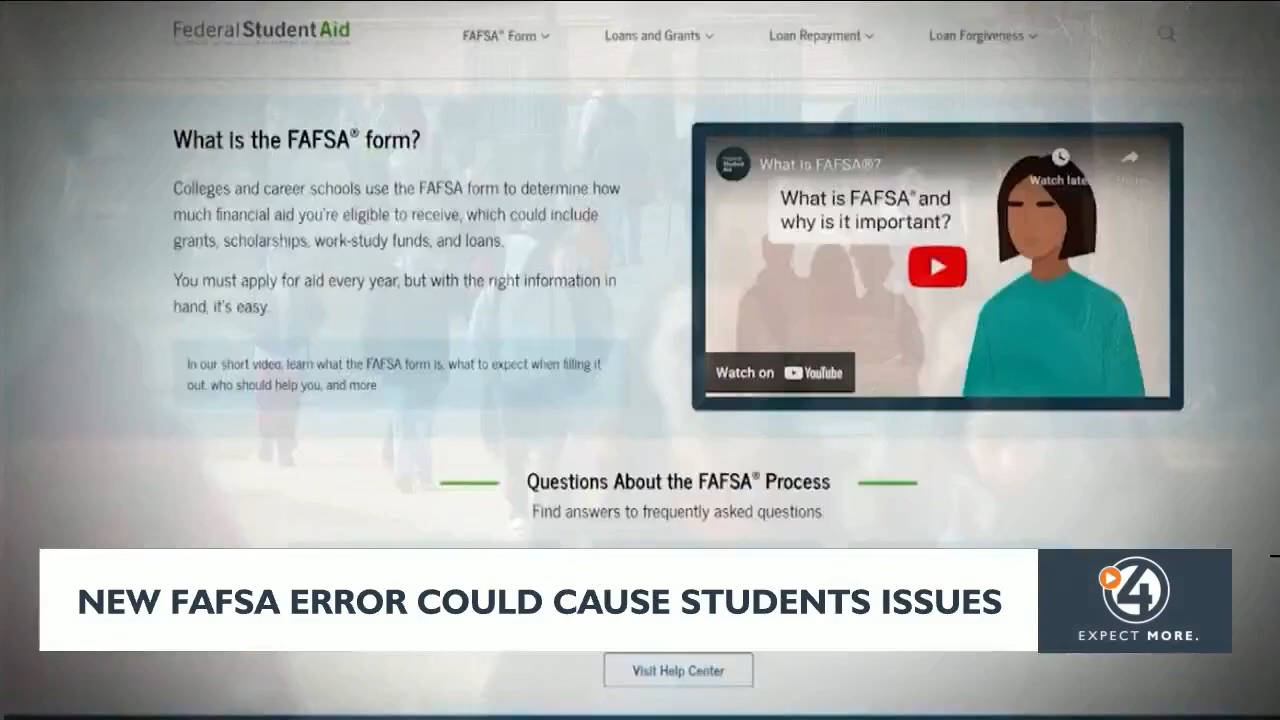 Federal Student Aid
FAFSA® Form
Loans and Grants
Loan Repayment
Loan Forgiveness
What is the FAFSA® form?
Colleges and career schools use the FAFSA form to determine how
much financial aid you're eligible to receive, which could include
grants, scholarships, work-study funds, and loans.
You must apply for aid every year, but with the right information in
hand, it's easy.
In our short video, learn what the FAFSA form is, what to expect when filling it
out, who should help you, and more
What is FAFSA®?
Watch late
What is FAFSA® and
why is it important?
Watch on YouTube
Questions About the FAFSA® Process
Find answers to frequently asked questions
NEW FAFSA ERROR COULD CAUSE STUDENTS ISSUES
4
EXPECT MORE.
Visit Help Center